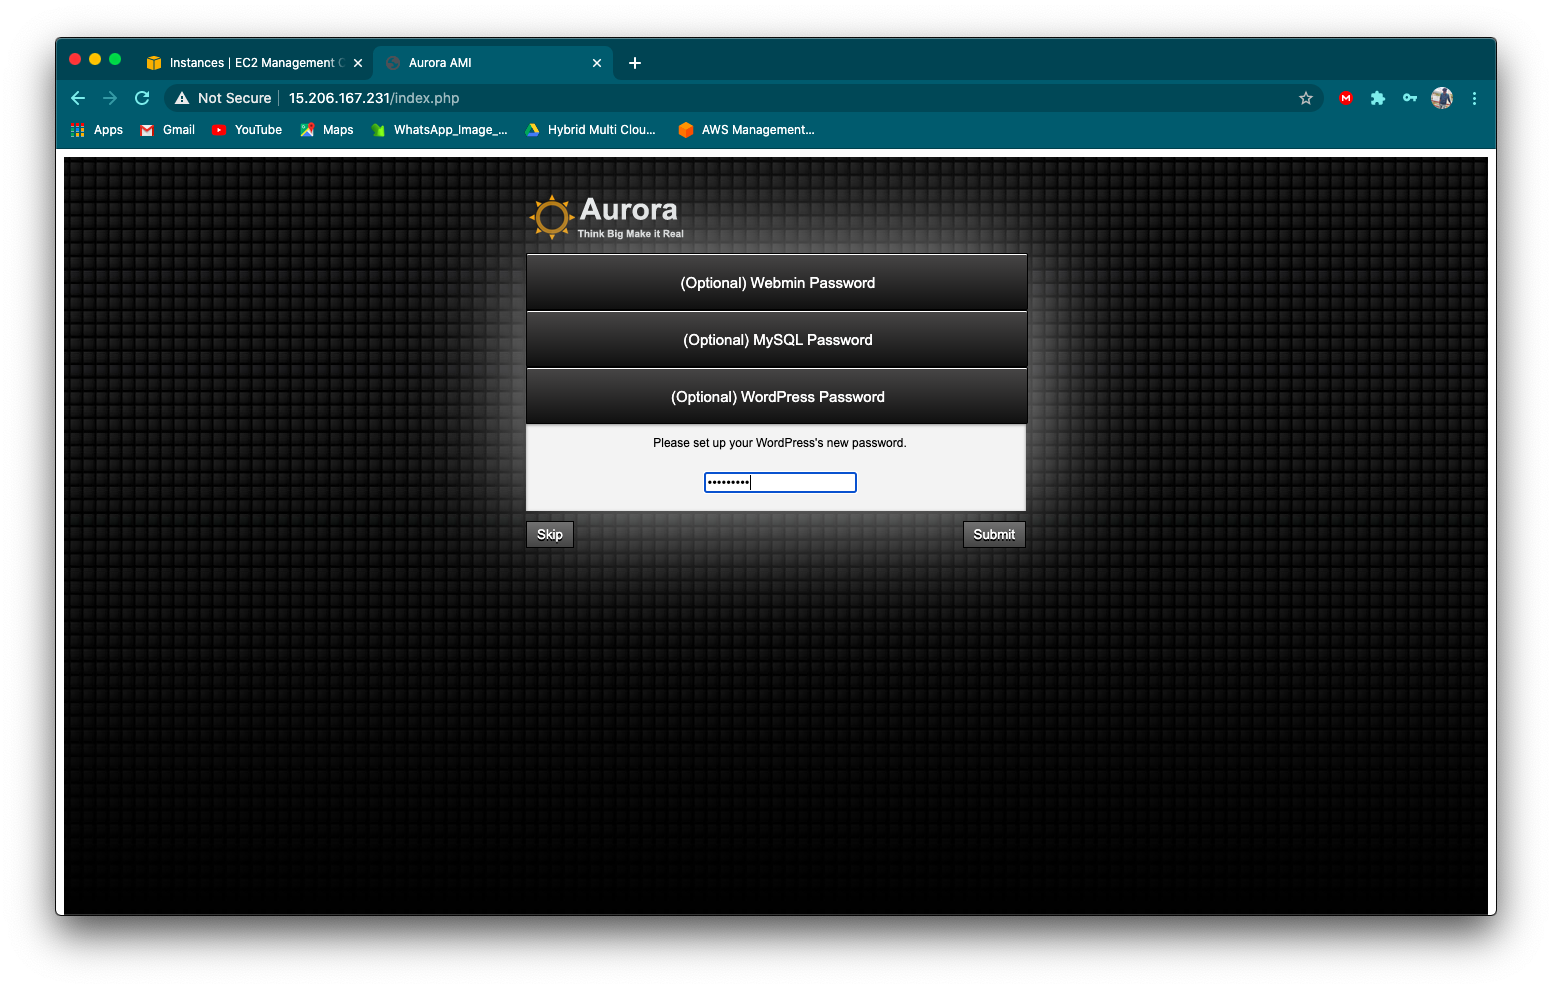 Instances | EC2 Management C
Aurora AMI
Not Secure | 15.206.167.231/index.php
Apps Gmail YouTube Maps WhatsApp_Image_... Hybrid Multi Clou... AWS Management...
Aurora
Think Big Make it Real
(Optional) Webmin Password
(Optional) MySQL Password
(Optional) WordPress Password
Please set up your WordPress's new password.
•••••••••
Skip Submit